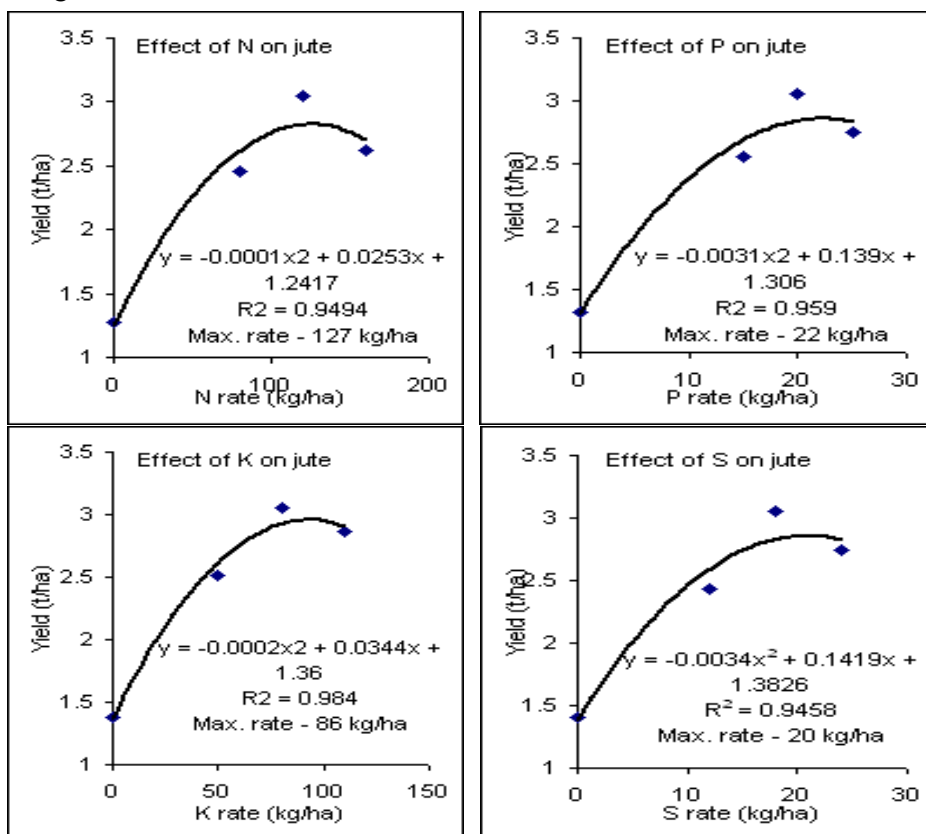 Effect of N on jute
3.5
3
2.5
2
1.5
1
Yield (t/ha)
y = -0.0001x2 + 0.0253x +
1.2417
R2 = 0.9494
Max. rate - 127 kg/ha
0
100
200
N rate (kg/ha)
Effect of P on jute
3.5
3
2.5
2
1.5
1
Yield (t/ha)
y = -0.0031x2 + 0.139x +
1.306
R2 = 0.959
Max. rate - 22 kg/ha
0
10
20
30
P rate (kg/ha)
Effect of K on jute
3.5
3
2.5
2
1.5
1
Yield (t/ha)
y = -0.0002x2 + 0.0344x +
1.36
R2 = 0.984
Max. rate - 86 kg/ha
0
50
100
150
K rate (kg/ha)
Effect of S on jute
3.5
3
2.5
2
1.5
1
Yield (t/ha)
y = -0.0034x² + 0.1419x +
1.3826
R² = 0.9458
Max. rate - 20 kg/ha
0
10
20
30
S rate (kg/ha)